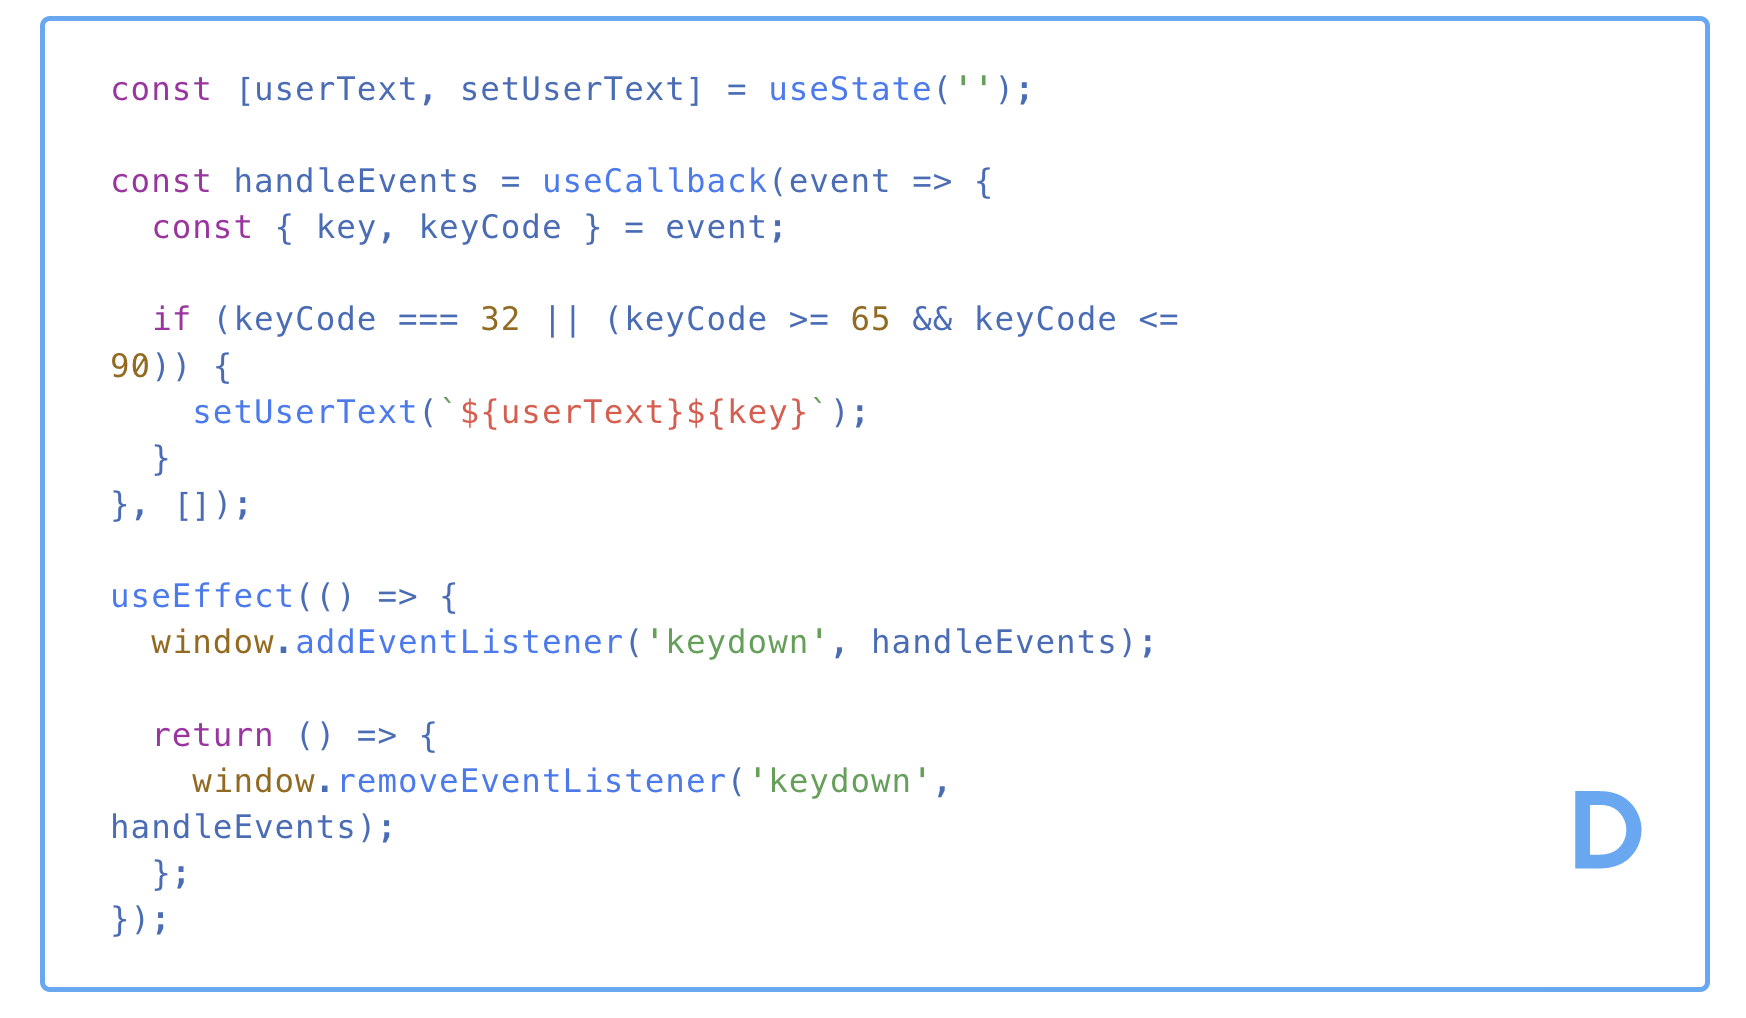 const [userText, setUserText] = useState('');

const handleEvents = useCallback(event => {
  const { key, keyCode } = event;

  if (keyCode === 32 || (keyCode >= 65 && keyCode <=
90)) {
    setUserText(`${userText}${key}`);
  }
}, []);

useEffect(() => {
  window.addEventListener('keydown', handleEvents);

  return () => {
    window.removeEventListener('keydown',
handleEvents);
  };
});
D